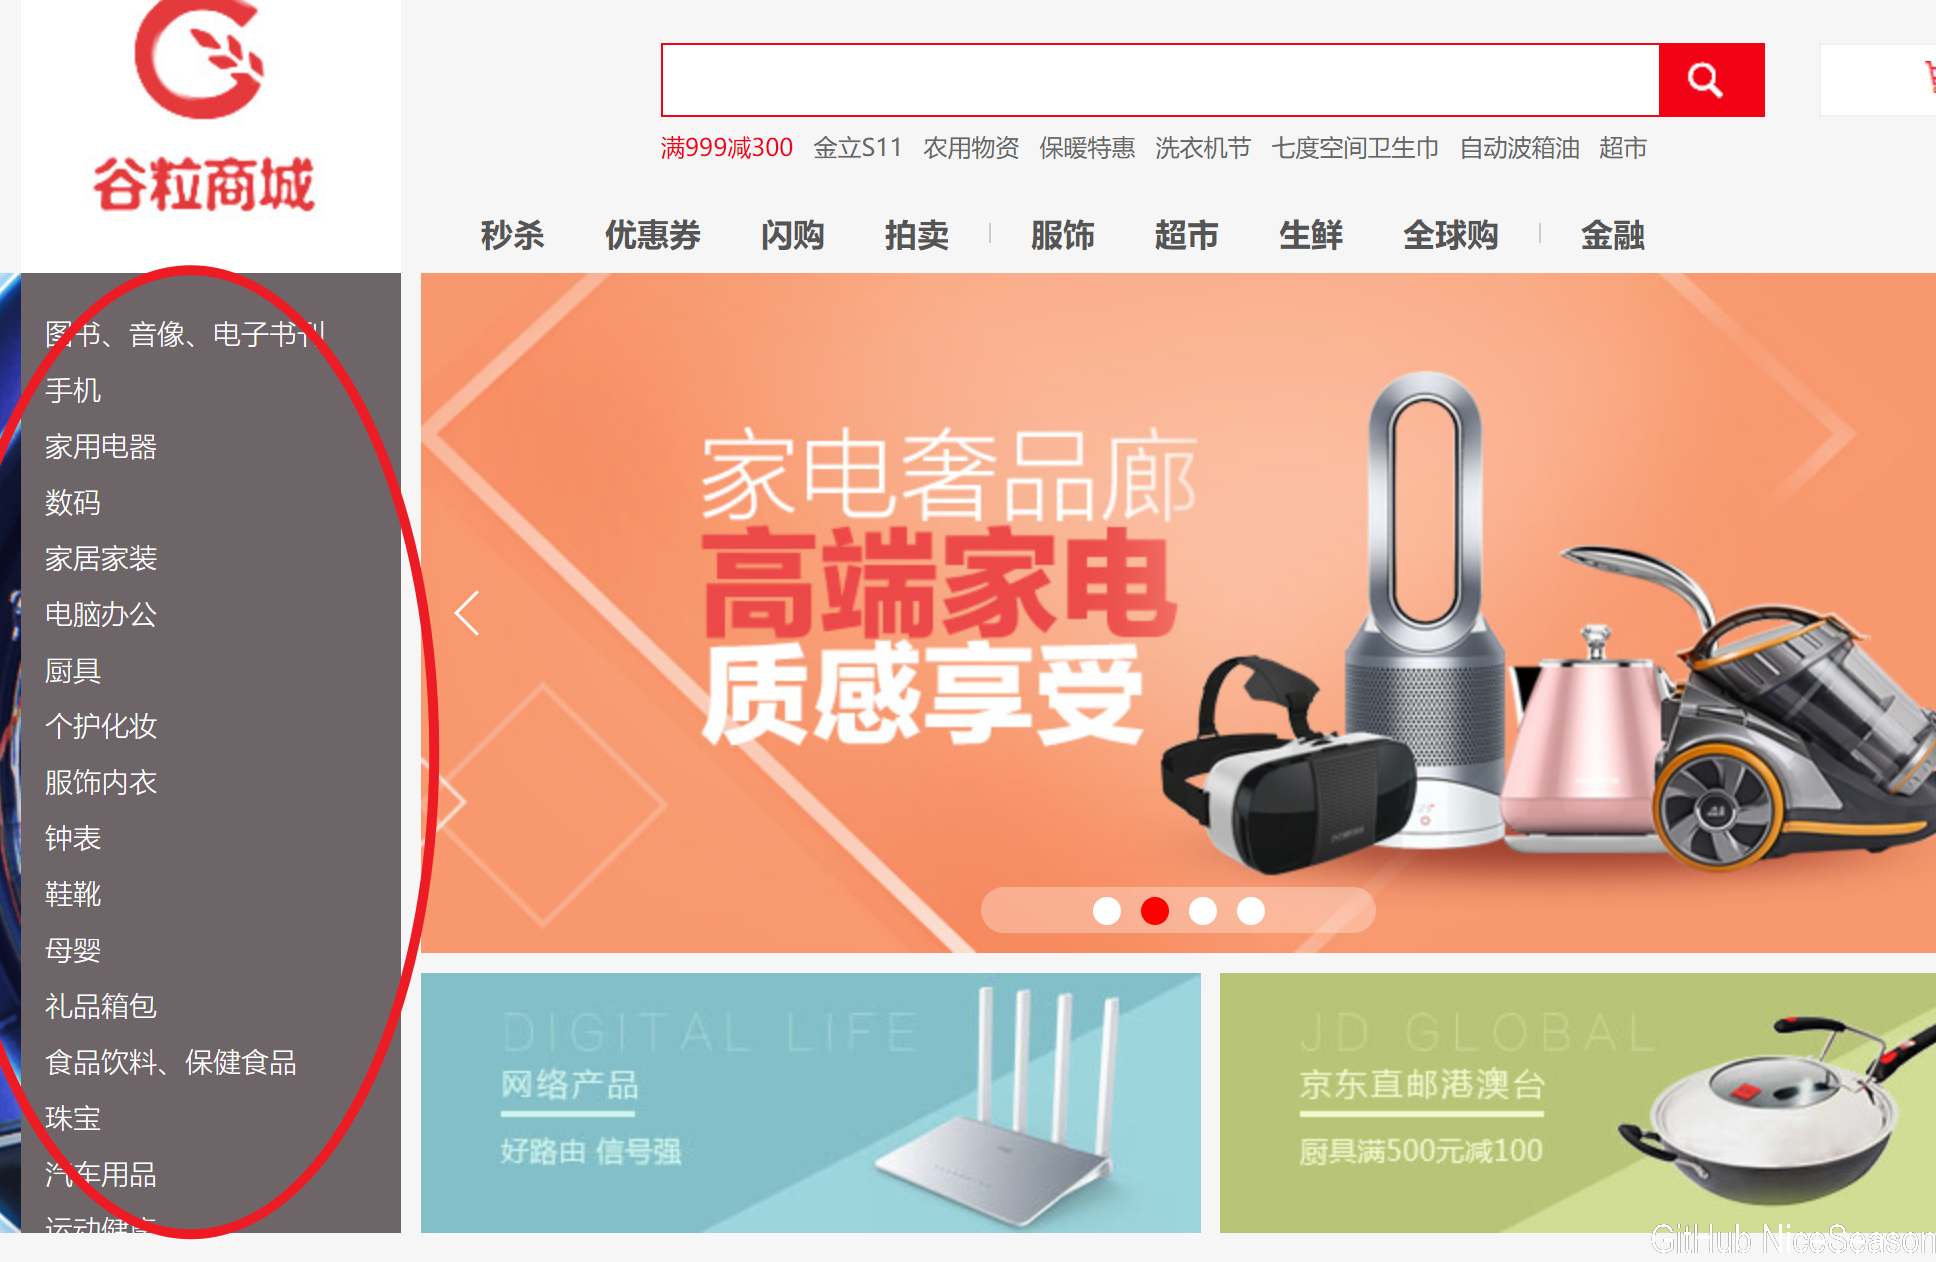 谷粒商城
满999减300 金立S11 农用物资 保暖特惠 洗衣机节 七度空间卫生巾 自动波箱油 超市
秒杀 优惠券 闪购 拍卖 服饰 超市 生鲜 全球购 金融
图书、音像、电子书刊
手机
家用电器
数码
家居家装
电脑办公
厨具
个护化妆
服饰内衣
钟表
鞋靴
母婴
礼品箱包
食品饮料、保健食品
珠宝
汽车用品
运动健康
家电奢品廊
高端家电
质感享受
DIGITAL LIFE
网络产品
好路由 信号强
JD GLOBAL
京东直邮港澳台
厨具满500元减100
GitHub NiceSeason